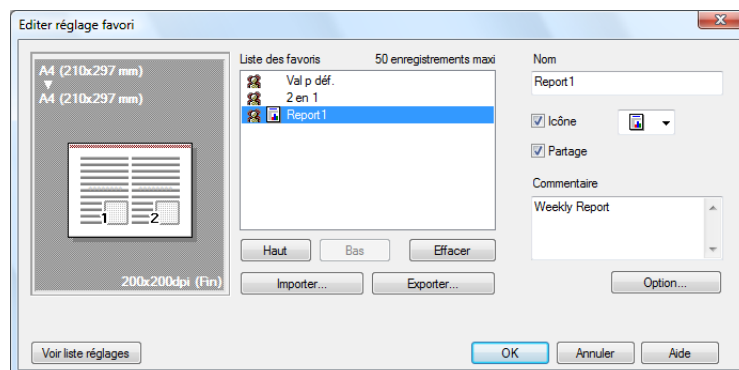 Editer réglage favori
A4 (210x297 mm)
A4 (210x297 mm)
1 2
200x200dpi (Fin)
Voir liste réglages
Liste des favoris 50 enregistrements maxi
Val p déf.
2 en 1
Report1
Haut Bas Effacer
Importer... Exporter...
Nom
Report1
Icône
Partage
Commentaire
Weekly Report
Option...
OK Annuler Aide